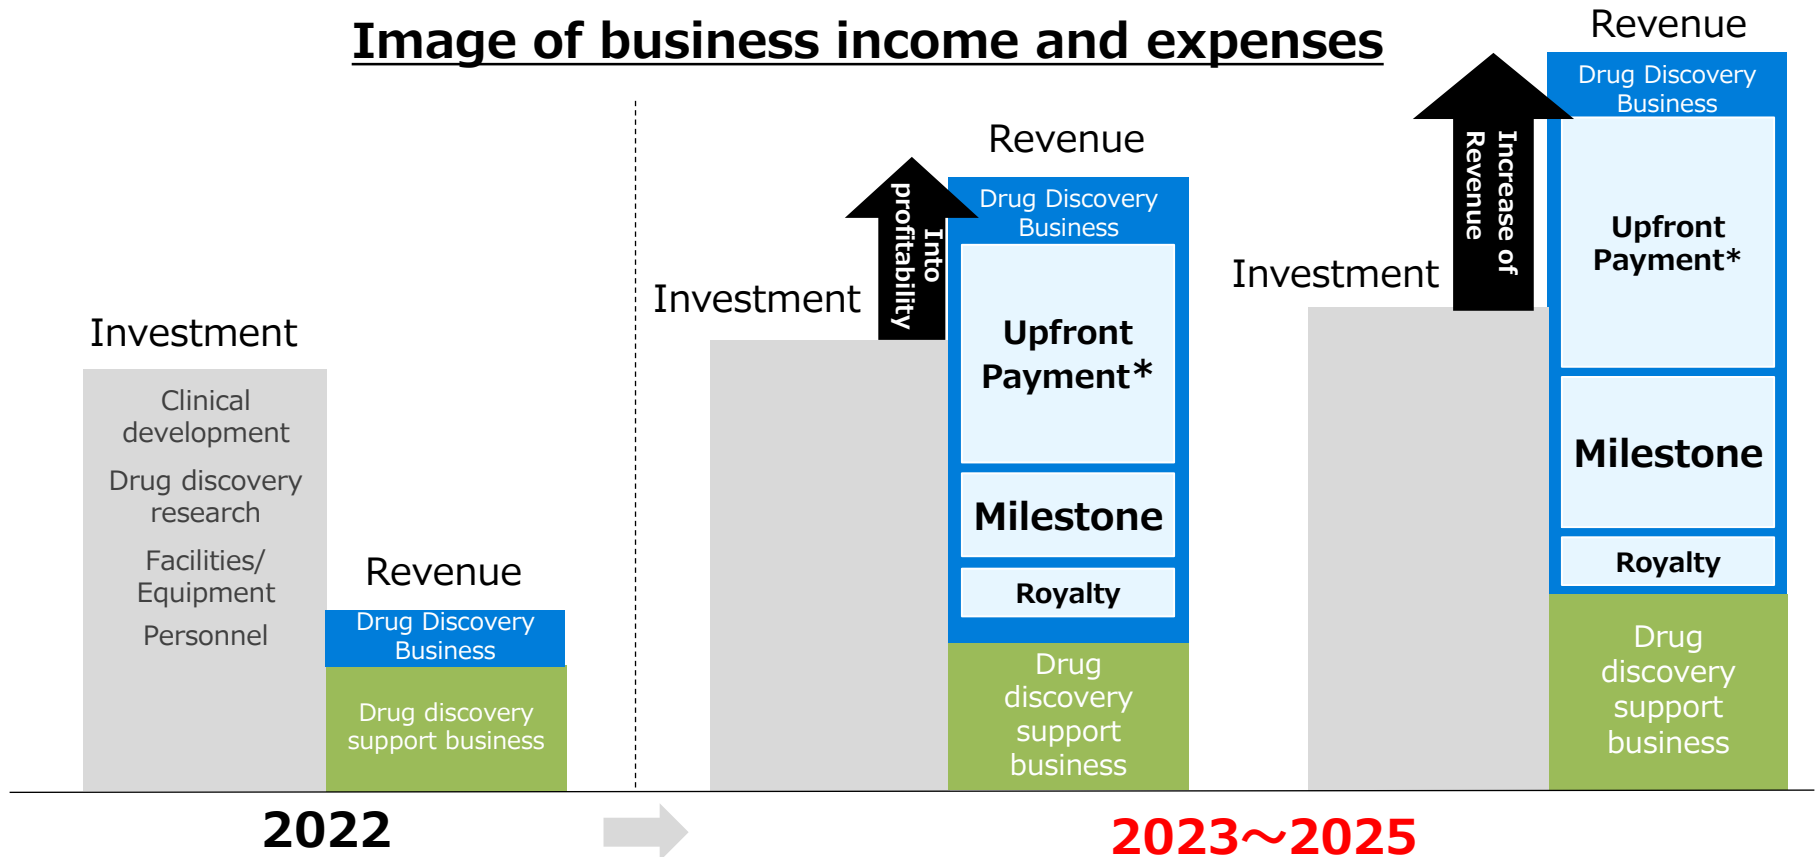 Image of business income and expenses
Investment
Clinical
development
Drug discovery
research
Facilities/
Equipment
Personnel
Revenue
Drug Discovery
Business
Drug discovery
support business
2022
Investment
Into
profitability
Revenue
Drug Discovery
Business
Upfront
Payment*
Milestone
Royalty
Drug
discovery
support
business
Investment
Increase of
Revenue
Revenue
Drug Discovery
Business
Upfront
Payment*
Milestone
Royalty
Drug
discovery
support
business
2023～2025